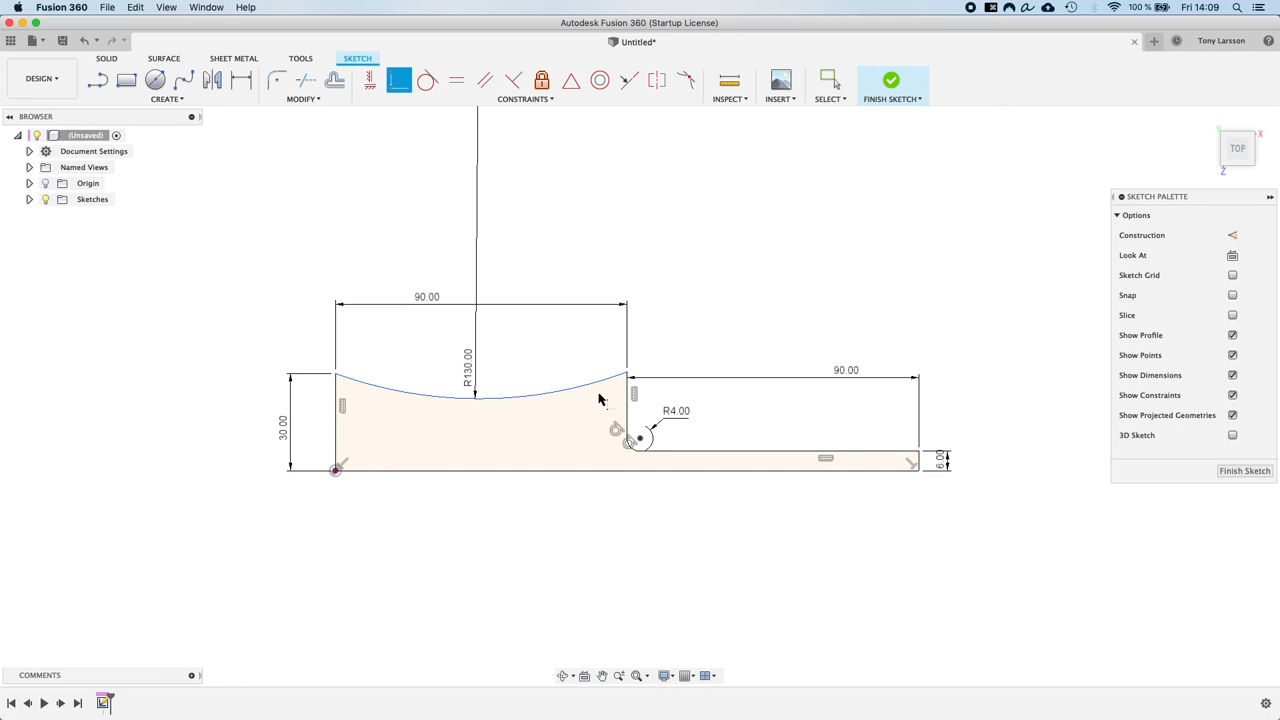 Fusion 360 File Edit View Window Help 100% Fri 14:09
Autodesk Fusion 360 (Startup License)
Untitled* Tony Larsson
SOLID SURFACE SHEET METAL TOOLS SKETCH
DESIGN
CREATE MODIFY CONSTRAINTS INSPECT INSERT SELECT FINISH SKETCH
BROWSER
(Unsaved)
Document Settings
Named Views
Origin
Sketches
TOP
X
Y
Z
SKETCH PALETTE
Options
Construction
Look At
Sketch Grid
Snap
Slice
Show Profile
Show Points
Show Dimensions
Show Constraints
Show Projected Geometries
3D Sketch
Finish Sketch
90.00
R130.00
90.00
30.00
R4.00
6.00
COMMENTS